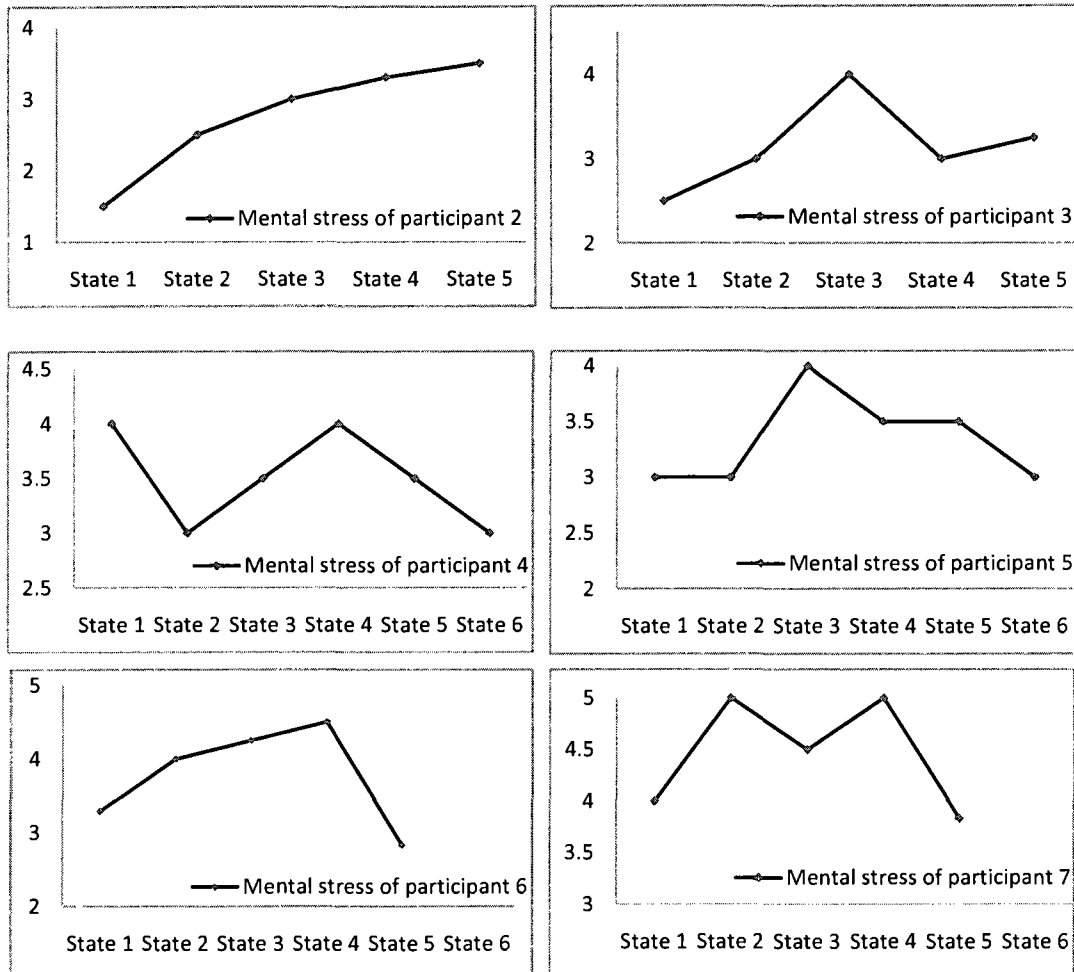 4
3
2
1
Mental stress of participant 2
State 1 State 2 State 3 State 4 State 5
4
3
2
Mental stress of participant 3
State 1 State 2 State 3 State 4 State 5
4.5
4
3.5
3
2.5
Mental stress of participant 4
State 1 State 2 State 3 State 4 State 5 State 6
4
3.5
3
2.5
2
Mental stress of participant 5
State 1 State 2 State 3 State 4 State 5 State 6
5
4
3
2
Mental stress of participant 6
State 1 State 2 State 3 State 4 State 5 State 6
5
4.5
4
3.5
3
Mental stress of participant 7
State 1 State 2 State 3 State 4 State 5 State 6